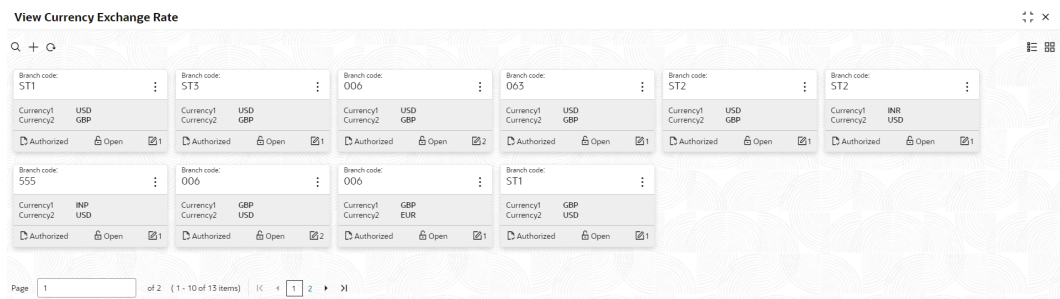 View Currency Exchange Rate
Branch code:
ST1
Currency1 USD
Currency2 GBP
Authorized Open 1
Branch code:
ST3
Currency1 USD
Currency2 GBP
Authorized Open 1
Branch code:
006
Currency1 USD
Currency2 GBP
Authorized Open 2
Branch code:
063
Currency1 USD
Currency2 GBP
Authorized Open 1
Branch code:
ST2
Currency1 USD
Currency2 GBP
Authorized Open 1
Branch code:
ST2
Currency1 INR
Currency2 USD
Authorized Open 1
Branch code:
555
Currency1 INP
Currency2 USD
Authorized Open 1
Branch code:
006
Currency1 GBP
Currency2 USD
Authorized Open 2
Branch code:
006
Currency1 GBP
Currency2 EUR
Authorized Open 1
Branch code:
ST1
Currency1 GBP
Currency2 USD
Authorized Open 1
Page 1 of 2 (1 - 10 of 13 items) 1 2